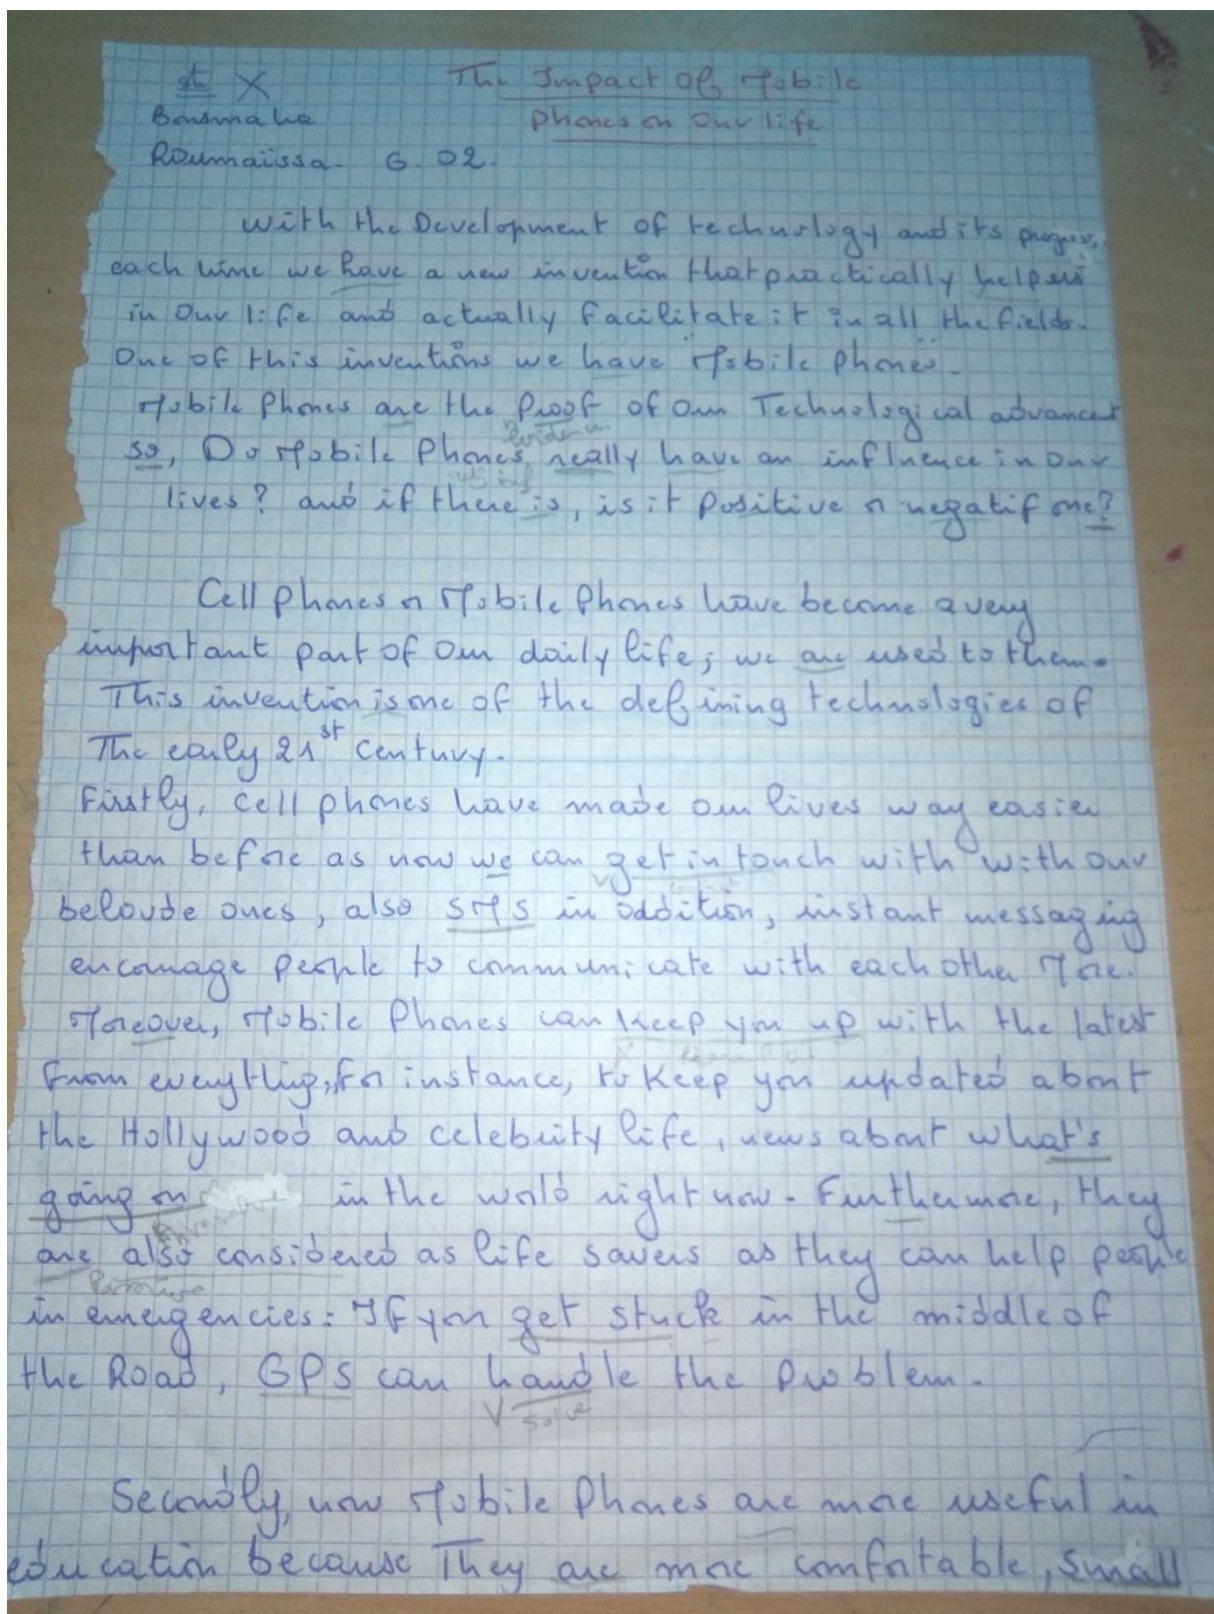 st X
The Impact Of Mobile
Phones on Our life
Bousmaha
Roumaissa. G. 02.
With the Development of technology and its progress,
each time we have a new invention that practically helps us
in Our life and actually facilitate it in all the fields.
One of this inventions we have "Mobile Phones".
Mobile Phones are the Proof of our Technological advances
Evidence
so, Do Mobile Phones really have an influence in our
lives? and if there is, is it positive or negatif one?
Cell phones or Mobile Phones have become a very
important part of our daily life; we are used to them.
This invention is one of the defining technologies of
The early 21st Century.
Firstly, cell phones have made our lives way easier
than before as now we can get in touch with with our
beloude ones, also SMS in addition, instant messaging
encourage people to communicate with each other More.
Moreover, Mobile Phones can keep you up with the latest
from everything, for instance, to keep you updated about
the Hollywood and celebrity life, news about what's
going on in the world right now. Furthermore, they
are also considered as life savers as they can help people
in emergencies: If you get stuck in the middle of
the Road, GPS can handle the problem.
V solve
Secondly, now Mobile Phones are more useful in
education because They are more comfortable, small